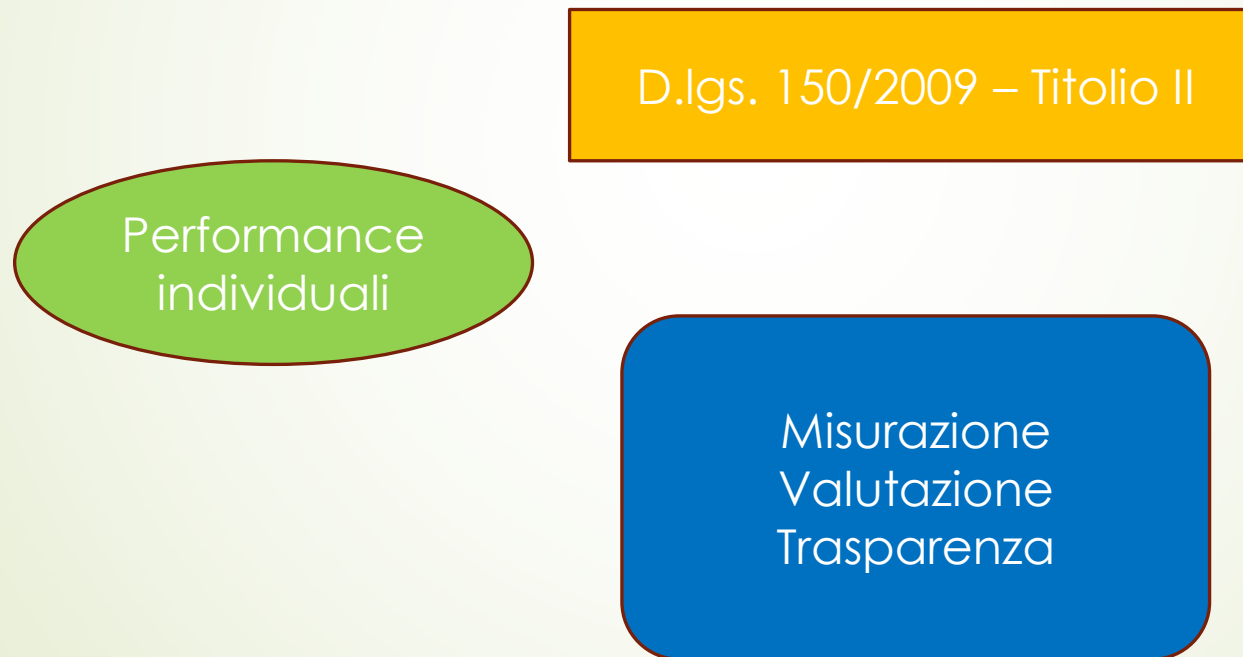 D.lgs. 150/2009 – Titolio II
Performance
individuali
Misurazione
Valutazione
Trasparenza